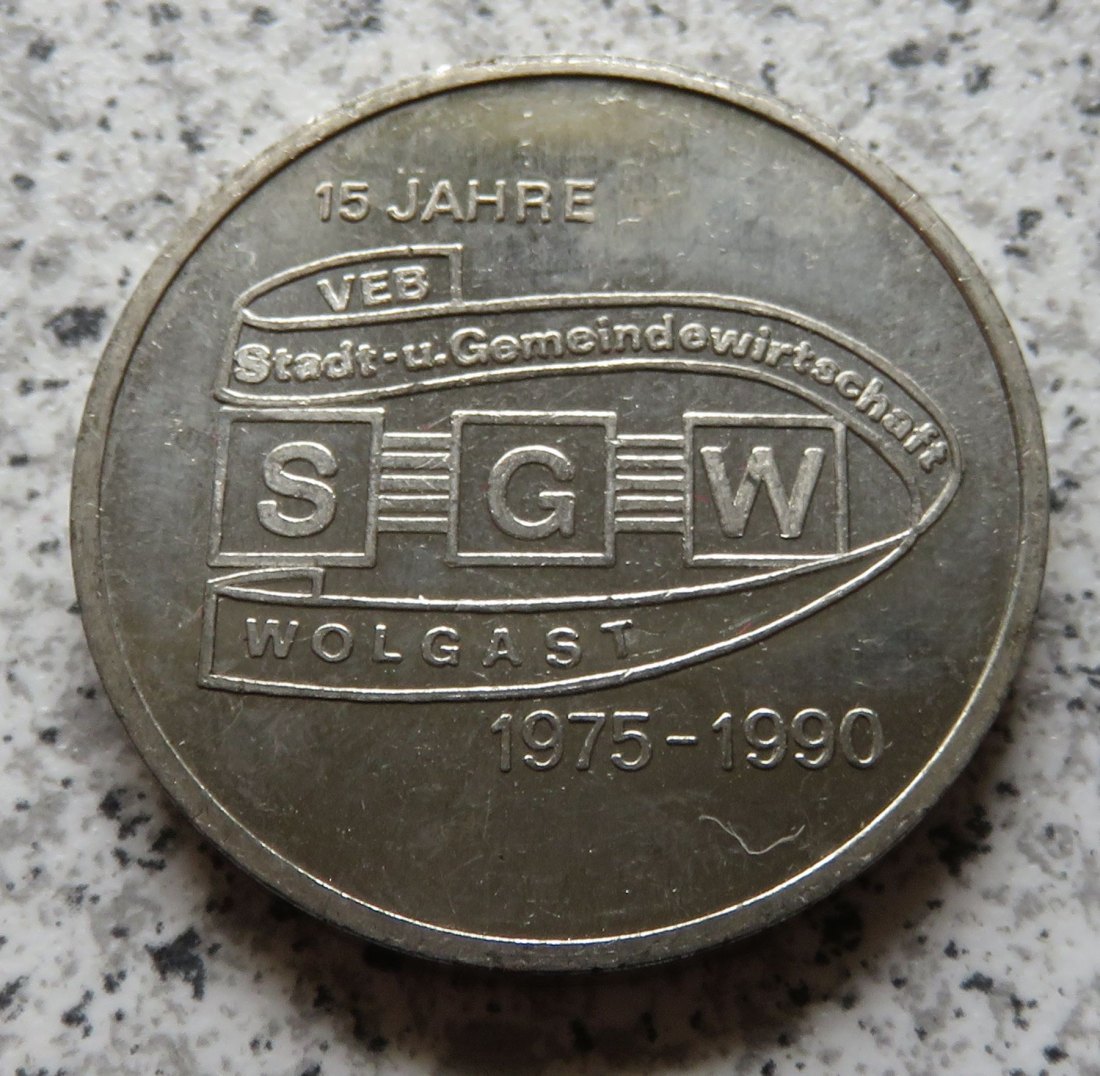 15 JAHRE
VEB
Stadt-u.Gemeindewirtschaft
S G W
WOLGAST
1975-1990